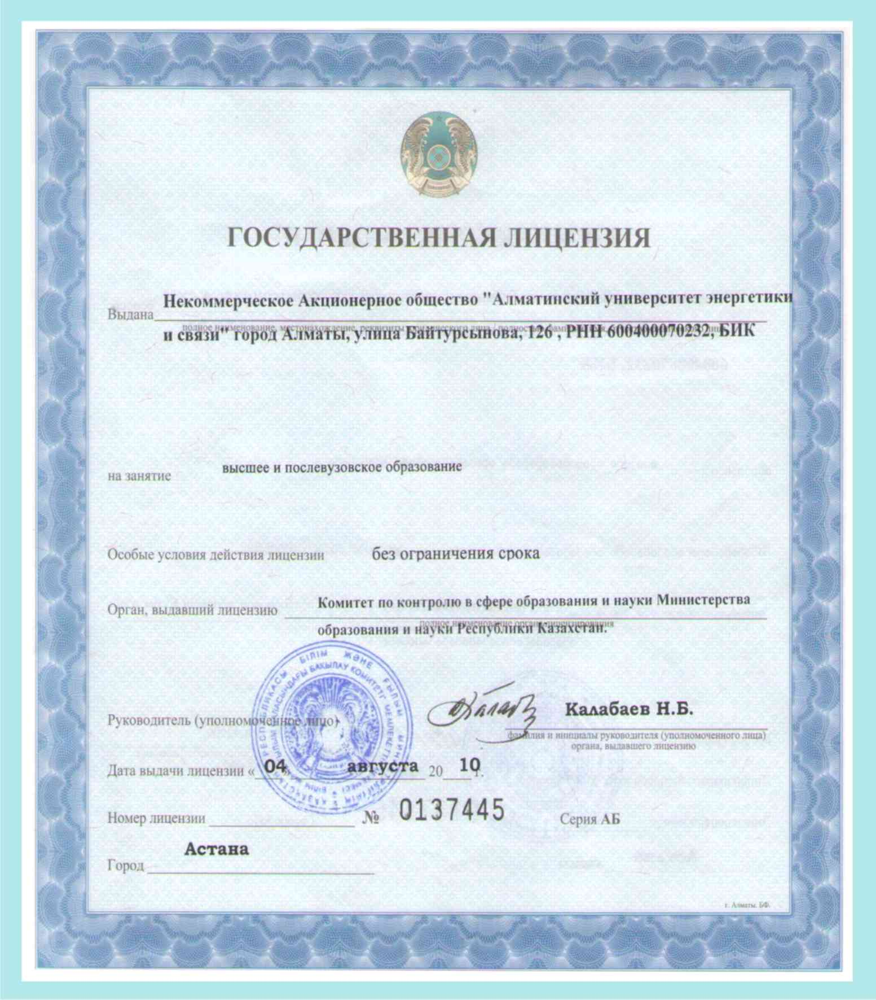 ГОСУДАРСТВЕННАЯ ЛИЦЕНЗИЯ
Выдана Некоммерческое Акционерное общество "Алматинский университет энергетики
полное наименование, местонахождение, реквизиты
и связи" город Алматы, улица Байтурсынова, 126 , РНН 600400070232, БИК
на занятие высшее и послевузовское образование
Особые условия действия лицензии без ограничения срока
Орган, выдавший лицензию Комитет по контролю в сфере образования и науки Министерства
полное наименование органа лицензирования
образования и науки Республики Казахстан.
Руководитель (уполномоченное лицо) Калабаев Н.Б.
фамилия и инициалы руководителя (уполномоченного лица)
органа, выдавшего лицензию
Дата выдачи лицензии « 04 » августа 20 10 г.
Номер лицензии № 0137445 Серия АБ
Город Астана
г. Алматы. БФ.
БІЛІМ ЖӘНЕ ҒЫЛЫМ
БАҚЫЛАУ КОМИТЕТІ